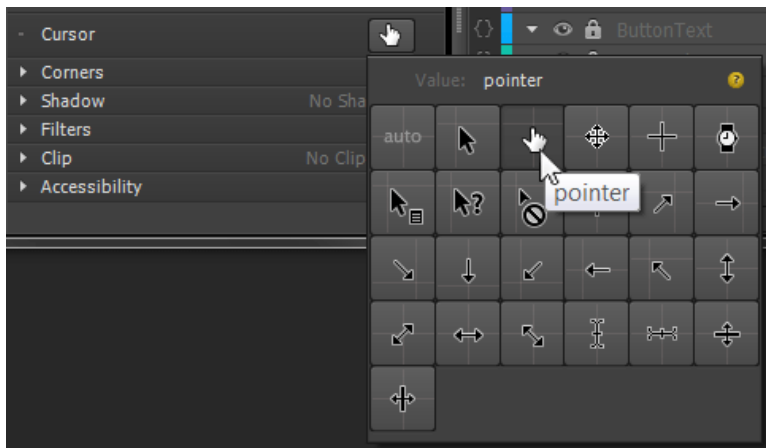 Cursor
{} ButtonText
Corners
Value: pointer ?
Shadow No Sha
Filters
auto
Clip No Clip
Accessibility
pointer
?